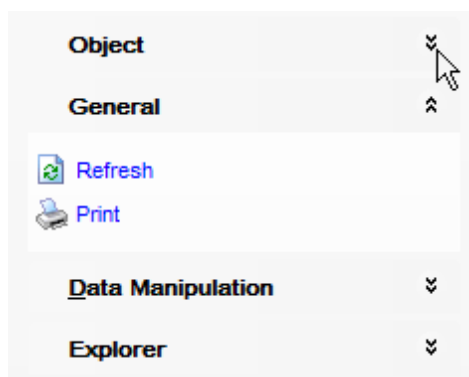 Object
General
Refresh
Print
Data Manipulation
Explorer